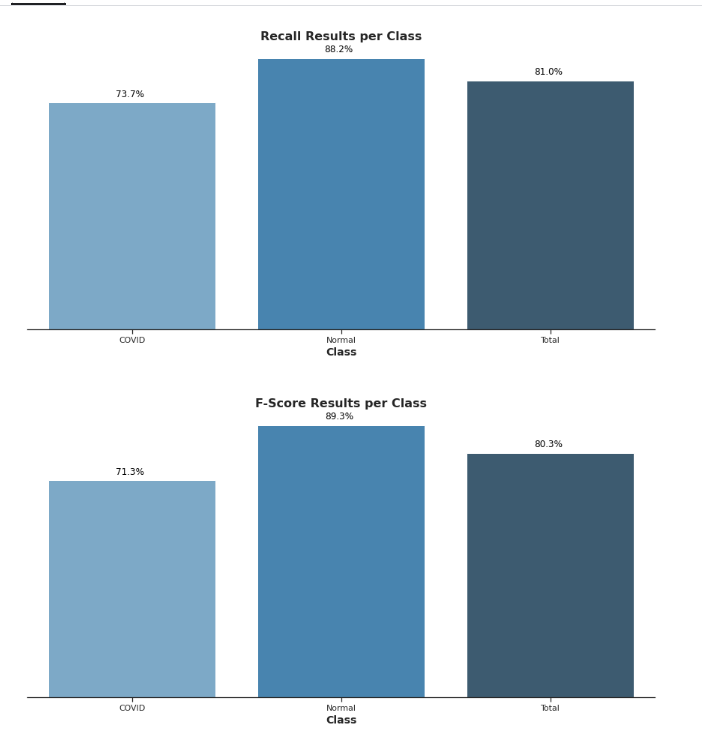 Recall Results per Class
88.2%
81.0%
73.7%
COVID
Normal
Total
Class
F-Score Results per Class
89.3%
80.3%
71.3%
COVID
Normal
Total
Class